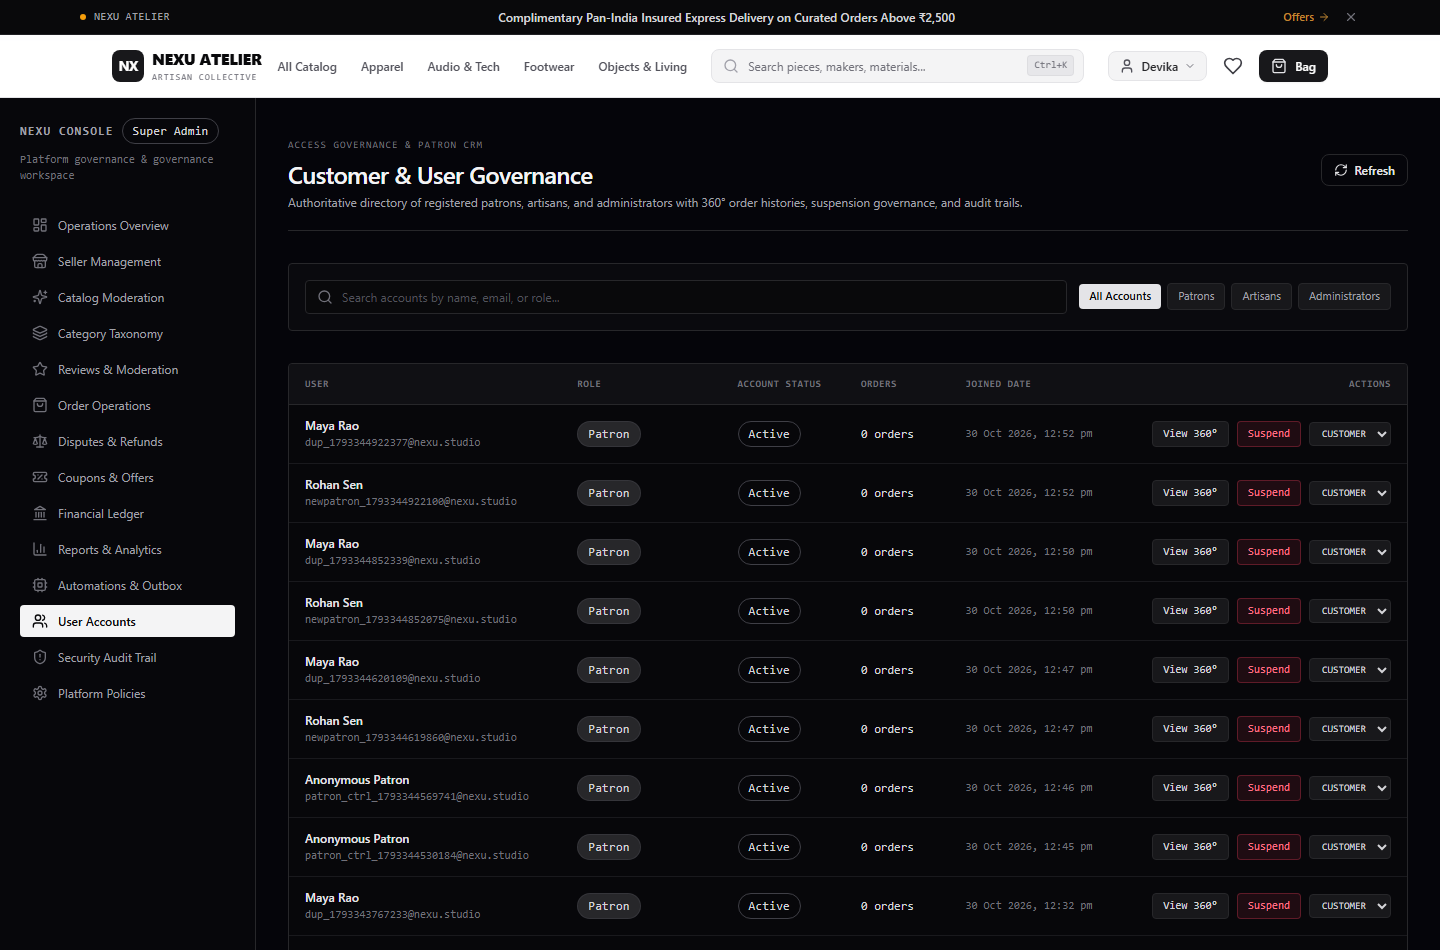 NEXU ATELIER
Complimentary Pan-India Insured Express Delivery on Curated Orders Above ₹2,500
Offers →
NX
NEXU ATELIER
ARTISAN COLLECTIVE
All Catalog
Apparel
Audio & Tech
Footwear
Objects & Living
Search pieces, makers, materials...
Ctrl+K
Devika
Bag
NEXU CONSOLE
Super Admin
Platform governance & governance
workspace
Operations Overview
Seller Management
Catalog Moderation
Category Taxonomy
Reviews & Moderation
Order Operations
Disputes & Refunds
Coupons & Offers
Financial Ledger
Reports & Analytics
Automations & Outbox
User Accounts
Security Audit Trail
Platform Policies
ACCESS GOVERNANCE & PATRON CRM
Customer & User Governance
Authoritative directory of registered patrons, artisans, and administrators with 360° order histories, suspension governance, and audit trails.
Refresh
Search accounts by name, email, or role...
All Accounts
Patrons
Artisans
Administrators
USER ROLE ACCOUNT STATUS ORDERS JOINED DATE ACTIONS
Maya Rao
dup_1793344922377@nexu.studio
Patron Active 0 orders 30 Oct 2026, 12:52 pm View 360° Suspend CUSTOMER
Rohan Sen
newpatron_1793344922100@nexu.studio
Patron Active 0 orders 30 Oct 2026, 12:52 pm View 360° Suspend CUSTOMER
Maya Rao
dup_1793344852339@nexu.studio
Patron Active 0 orders 30 Oct 2026, 12:50 pm View 360° Suspend CUSTOMER
Rohan Sen
newpatron_1793344852075@nexu.studio
Patron Active 0 orders 30 Oct 2026, 12:50 pm View 360° Suspend CUSTOMER
Maya Rao
dup_1793344620109@nexu.studio
Patron Active 0 orders 30 Oct 2026, 12:47 pm View 360° Suspend CUSTOMER
Rohan Sen
newpatron_1793344619860@nexu.studio
Patron Active 0 orders 30 Oct 2026, 12:47 pm View 360° Suspend CUSTOMER
Anonymous Patron
patron_ctrl_1793344569741@nexu.studio
Patron Active 0 orders 30 Oct 2026, 12:46 pm View 360° Suspend CUSTOMER
Anonymous Patron
patron_ctrl_1793344530184@nexu.studio
Patron Active 0 orders 30 Oct 2026, 12:45 pm View 360° Suspend CUSTOMER
Maya Rao
dup_1793343767233@nexu.studio
Patron Active 0 orders 30 Oct 2026, 12:32 pm View 360° Suspend CUSTOMER